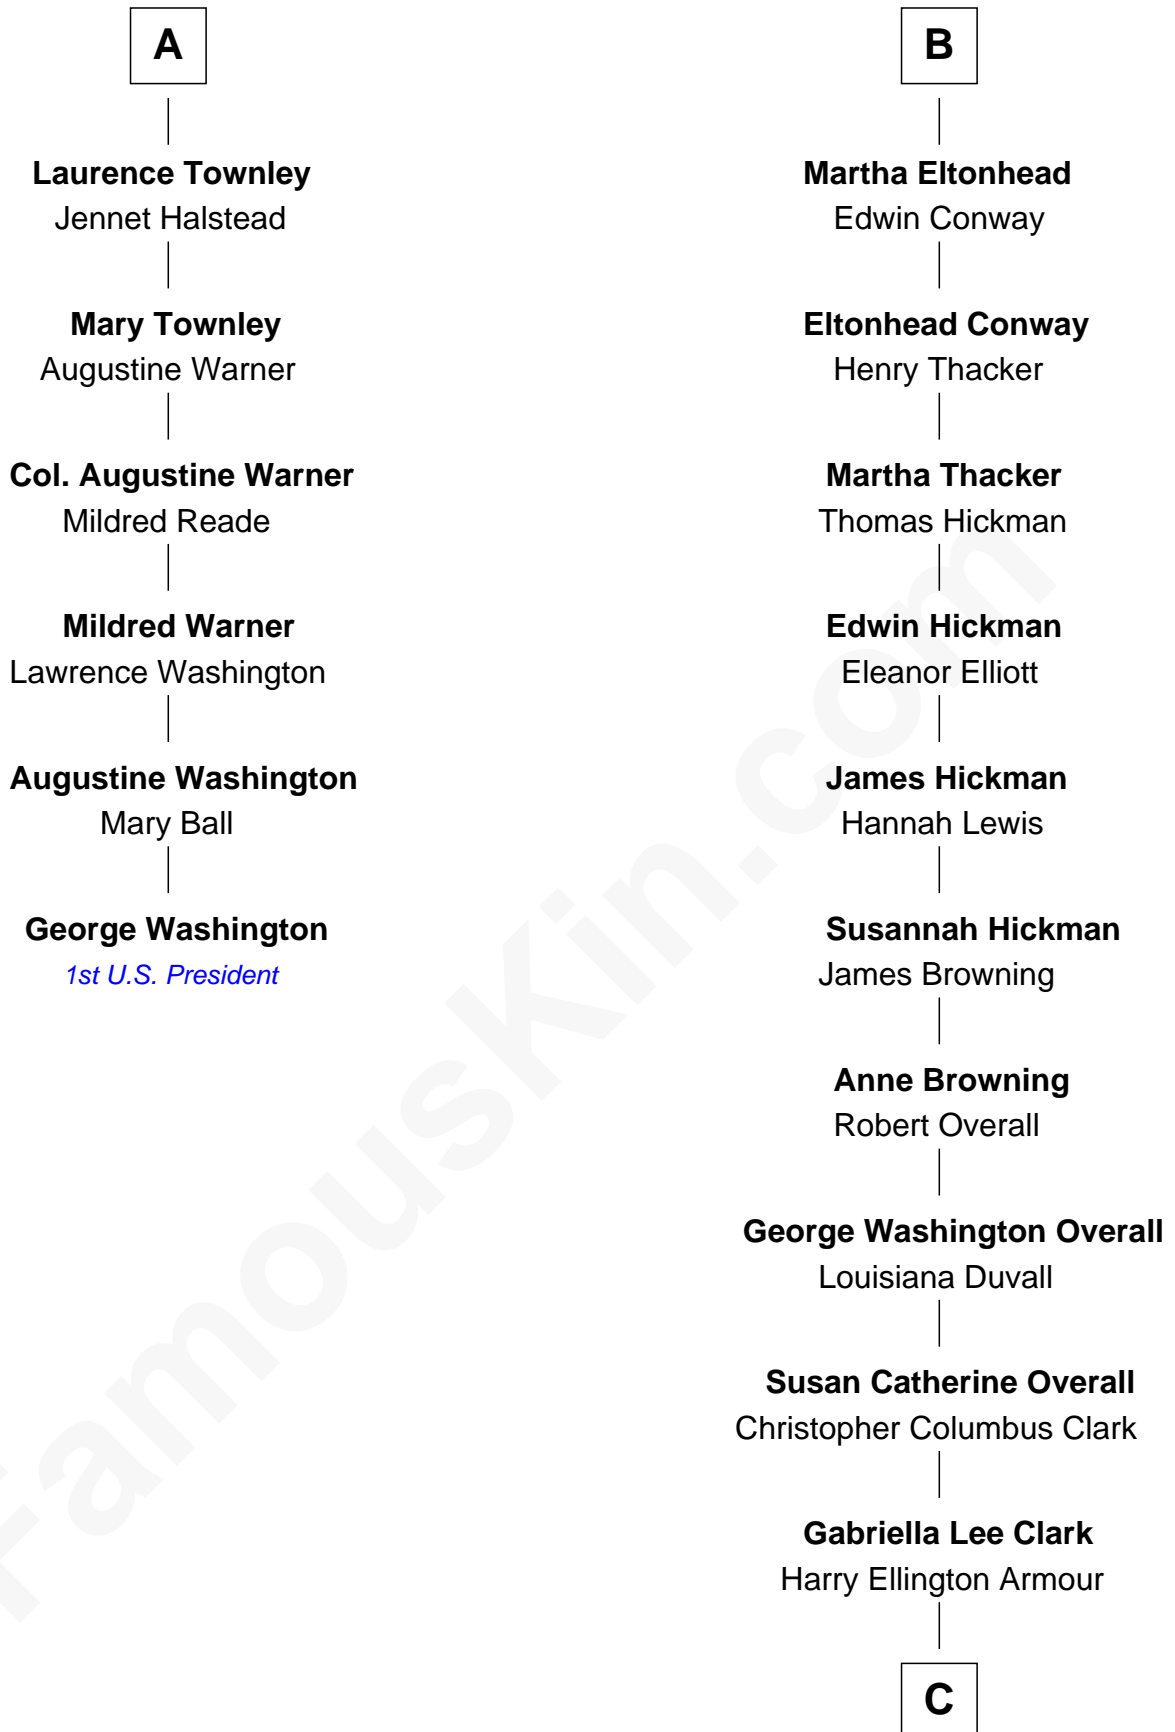 A
Laurence Townley
Jennet Halstead
Mary Townley
Augustine Warner
Col. Augustine Warner
Mildred Reade
Mildred Warner
Lawrence Washington
Augustine Washington
Mary Ball
George Washington
1st U.S. President
B
Martha Eltonhead
Edwin Conway
Eltonhead Conway
Henry Thacker
Martha Thacker
Thomas Hickman
Edwin Hickman
Eleanor Elliott
James Hickman
Hannah Lewis
Susannah Hickman
James Browning
Anne Browning
Robert Overall
George Washington Overall
Louisiana Duvall
Susan Catherine Overall
Christopher Columbus Clark
Gabriella Lee Clark
Harry Ellington Armour
C
FamousKin.com